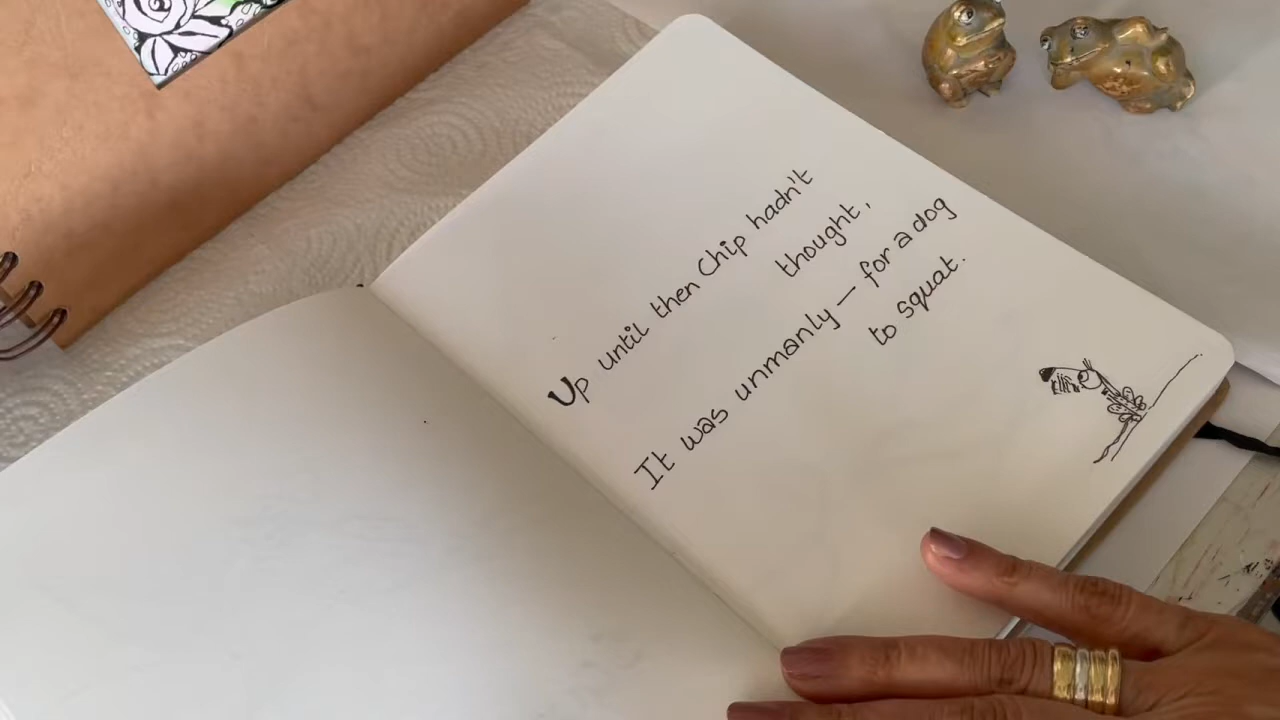 Up until then Chip hadn't
thought,
It was unmanly — for a dog
to squat.